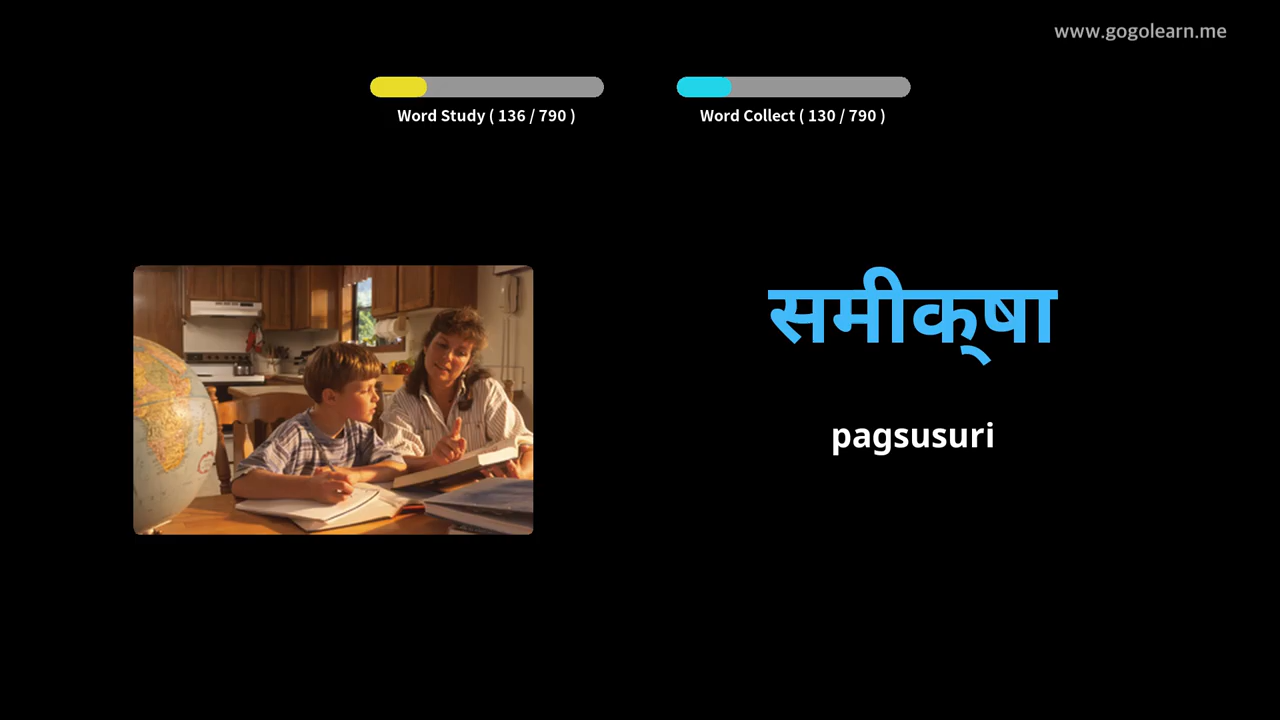 www.gogolearn.me
Word Study ( 136 / 790 )
Word Collect ( 130 / 790 )
समीक्‌षा
pagsusuri